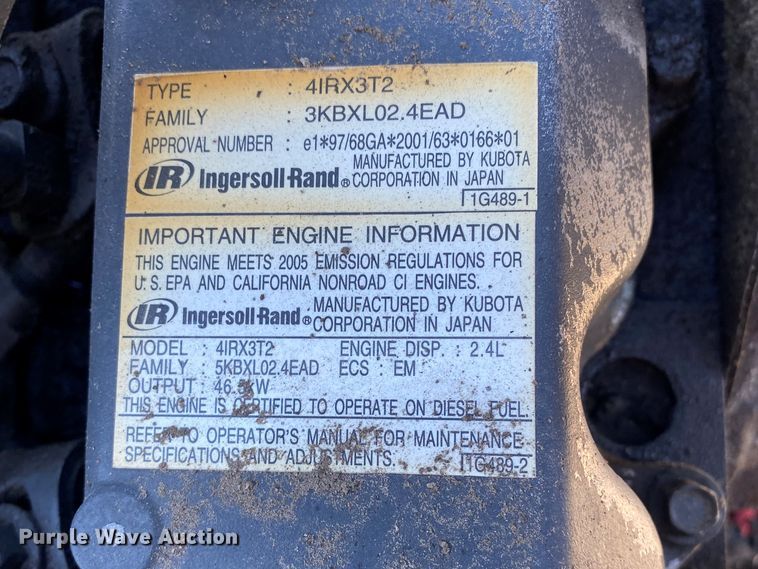 TYPE : 4IRX3T2
FAMILY : 3KBXL02.4EAD
APPROVAL NUMBER : e1*97/68GA*2001/63*0166*01
IR Ingersoll-Rand® MANUFACTURED BY KUBOTA
CORPORATION IN JAPAN
1G489-1
IMPORTANT ENGINE INFORMATION
THIS ENGINE MEETS 2005 EMISSION REGULATIONS FOR
U.S. EPA AND CALIFORNIA NONROAD CI ENGINES.
IR Ingersoll-Rand® MANUFACTURED BY KUBOTA
CORPORATION IN JAPAN
MODEL : 4IRX3T2 ENGINE DISP. : 2.4L
FAMILY : 5KBXL02.4EAD ECS : EM
OUTPUT : 46.5kW
THIS ENGINE IS CERTIFIED TO OPERATE ON DIESEL FUEL.
REFER TO OPERATOR'S MANUAL FOR MAINTENANCE
SPECIFICATIONS AND ADJUSTMENTS. 1G489-2
Purple Wave Auction